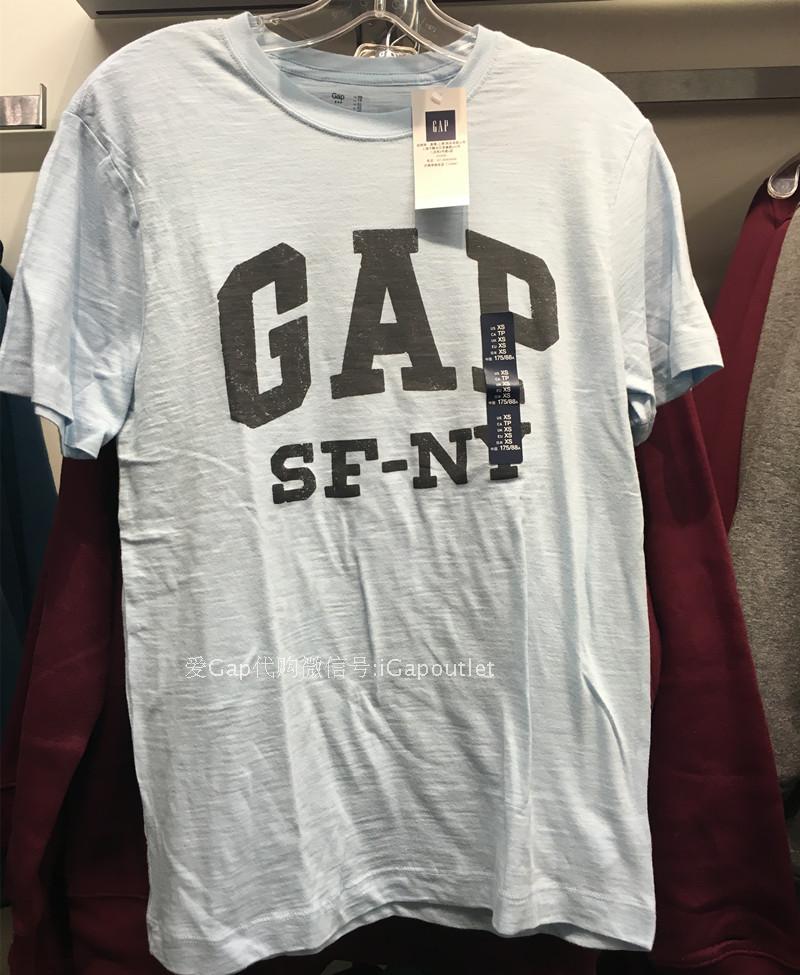 Gap
GAP
GAP
SF-NY
US XS
CA TP
UK XS
EU XS
中国 175/88A
US XS
CA TP
UK XS
EU XS
中国 175/88A
US XS
CA TP
UK XS
EU XS
中国 175/88A
爱Gap代购微信号:iGapoutlet